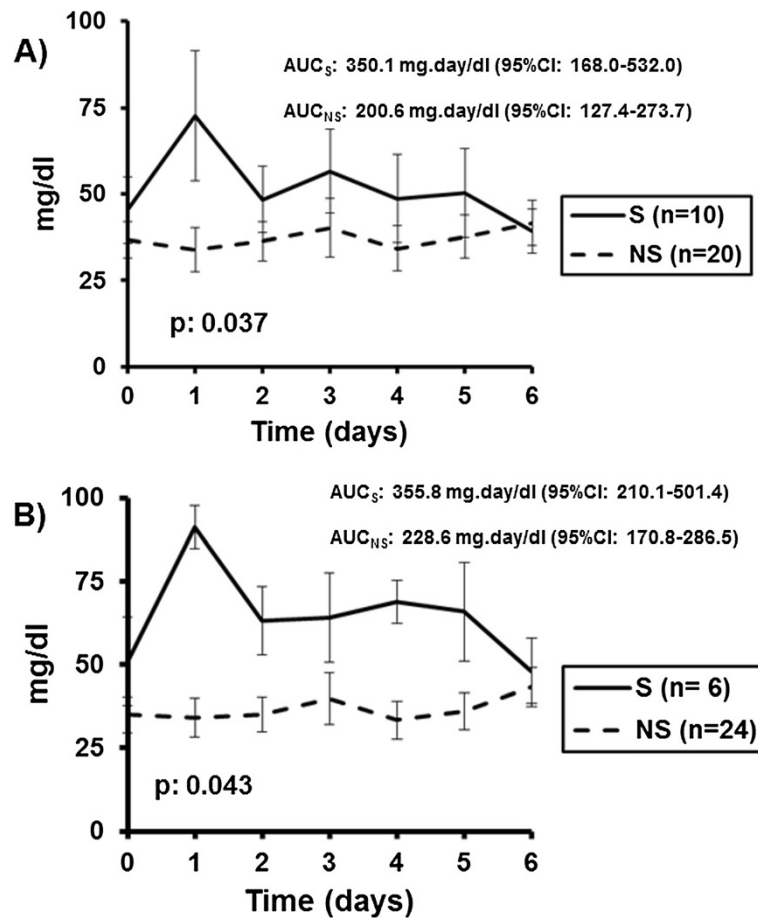 A)
100
75
50
25
0
mg/dl
AUCS: 350.1 mg.day/dl (95%CI: 168.0-532.0)
AUCNS: 200.6 mg.day/dl (95%CI: 127.4-273.7)
S (n=10)
NS (n=20)
p: 0.037
0 1 2 3 4 5 6
Time (days)
B)
100
75
50
25
0
mg/dl
AUCS: 355.8 mg.day/dl (95%CI: 210.1-501.4)
AUCNS: 228.6 mg.day/dl (95%CI: 170.8-286.5)
S (n= 6)
NS (n=24)
p: 0.043
0 1 2 3 4 5 6
Time (days)